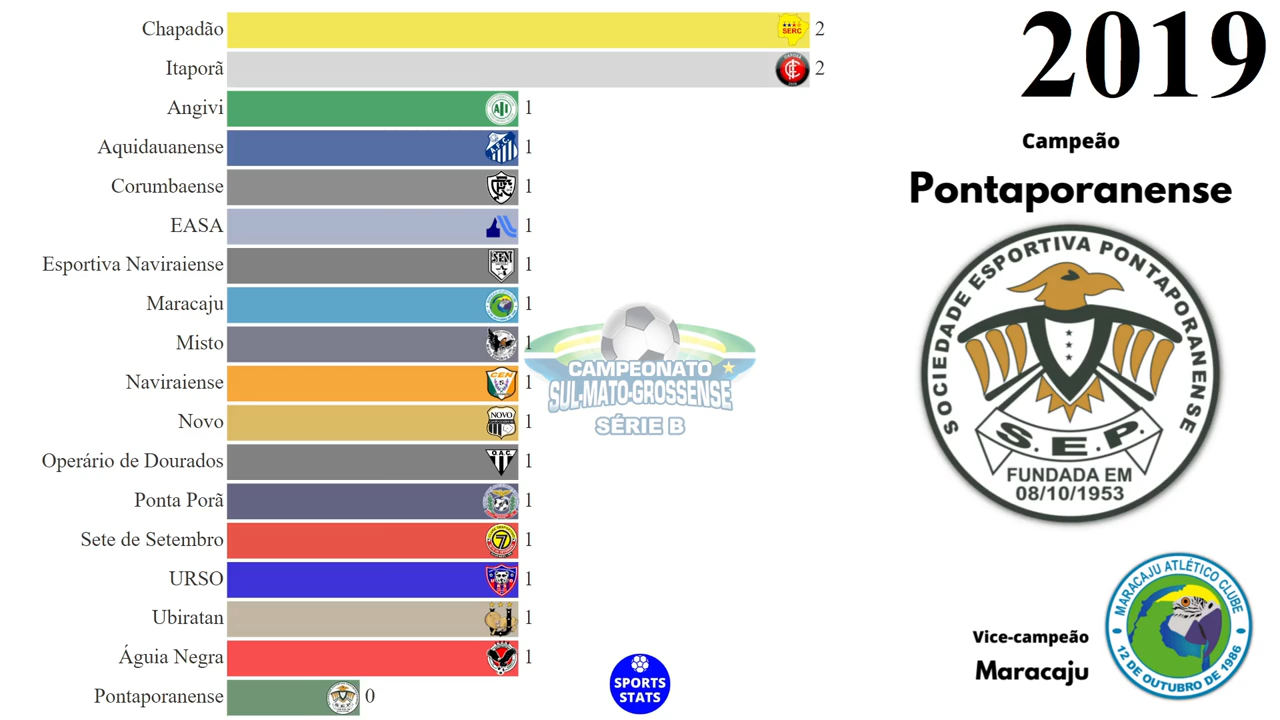 Chapadão 2
Itaporã 2
Angivi 1
Aquidauanense 1
Corumbaense 1
EASA 1
Esportiva Naviraiense 1
Maracaju 1
Misto 1
Naviraiense 1
Novo 1
Operário de Dourados 1
Ponta Porã 1
Sete de Setembro 1
URSO 1
Ubiratan 1
Águia Negra 1
Pontaporanense 0
SERC
NOVO
O.A.C.
7
CAMPEONATO
SUL-MATO-GROSSENSE
SÉRIE B
SPORTS
STATS
2019
Campeão
Pontaporanense
SOCIEDADE ESPORTIVA PONTAPORANENSE
S.E.P.
FUNDADA EM
08/10/1953
Vice-campeão
Maracaju
MARACAJU ATLÉTICO CLUBE
12 DE OUTUBRO DE 1986